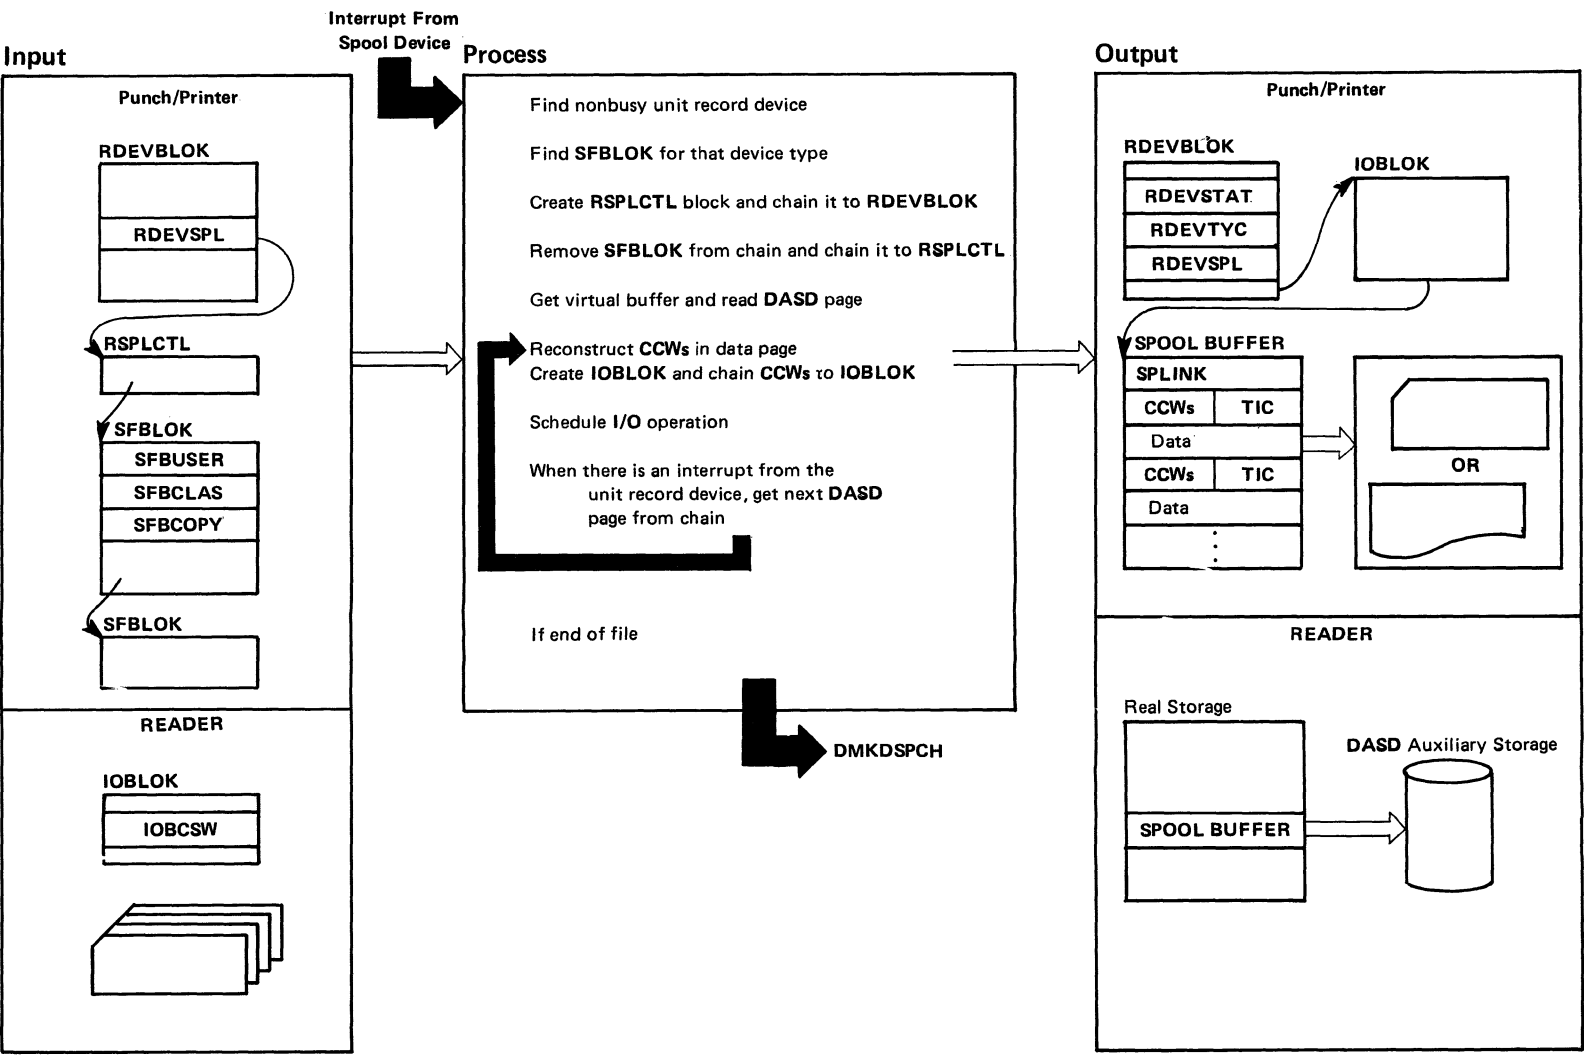 Interrupt From
Spool Device
Input
Punch/Printer
RDEVBLOK
RDEVSPL
RSPLCTL
SFBLOK
SFBUSER
SFBCLAS
SFBCOPY
SFBLOK
READER
IOBLOK
IOBCSW
Process
Find nonbusy unit record device
Find SFBLOK for that device type
Create RSPLCTL block and chain it to RDEVBLOK
Remove SFBLOK from chain and chain it to RSPLCTL
Get virtual buffer and read DASD page
Reconstruct CCWs in data page
Create IOBLOK and chain CCWs to IOBLOK
Schedule I/O operation
When there is an interrupt from the
unit record device, get next DASD
page from chain
If end of file
DMKDSPCH
Output
Punch/Printer
RDEVBLOK
RDEVSTAT
RDEVTYC
RDEVSPL
IOBLOK
SPOOL BUFFER
SPLINK
CCWs TIC
Data
CCWs TIC
Data
OR
READER
Real Storage
SPOOL BUFFER
DASD Auxiliary Storage